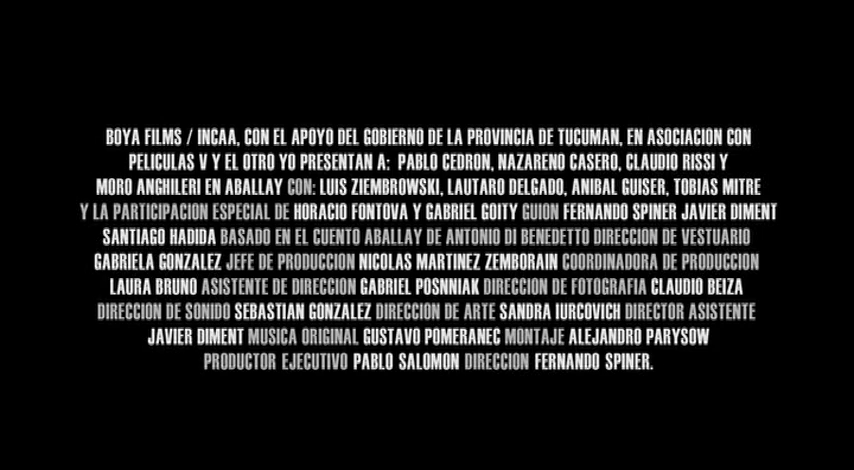 BOYA FILMS / INCAA, CON EL APOYO DEL GOBIERNO DE LA PROVINCIA DE TUCUMAN, EN ASOCIACION CON
PELICULAS V Y EL OTRO YO PRESENTAN A: PABLO CEDRON, NAZARENO CASERO, CLAUDIO RISSI Y
MORO ANGHILERI EN ABALLAY CON: LUIS ZIEMBROWSKI, LAUTARO DELGADO, ANIBAL GUISER, TOBIAS MITRE
Y LA PARTICIPACION ESPECIAL DE HORACIO FONTOVA Y GABRIEL GOITY GUION FERNANDO SPINER JAVIER DIMENT
SANTIAGO HADIDA BASADO EN EL CUENTO ABALLAY DE ANTONIO DI BENEDETTO DIRECCION DE VESTUARIO
GABRIELA GONZALEZ JEFE DE PRODUCCION NICOLAS MARTINEZ ZEMBORAIN COORDINADORA DE PRODUCCION
LAURA BRUNO ASISTENTE DE DIRECCION GABRIEL POSNNIAK DIRECCION DE FOTOGRAFIA CLAUDIO BEIZA
DIRECCION DE SONIDO SEBASTIAN GONZALEZ DIRECCION DE ARTE SANDRA IURCOVICH DIRECTOR ASISTENTE
JAVIER DIMENT MUSICA ORIGINAL GUSTAVO POMERANEC MONTAJE ALEJANDRO PARYSOW
PRODUCTOR EJECUTIVO PABLO SALOMON DIRECCION FERNANDO SPINER.